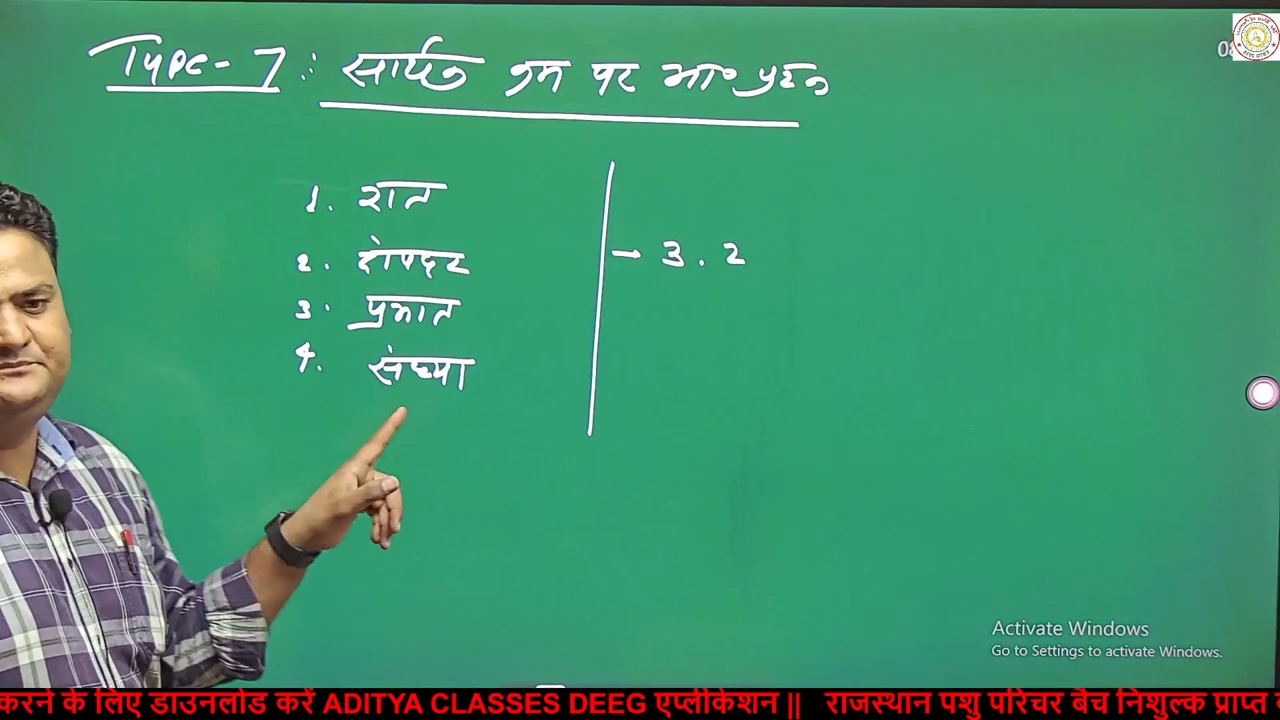 Type-7 : सार्थक क्रम पर आ० प्रश्न
1. रात
2. दोपहर → 3. 2
3. प्रभात
4. संध्या
Activate Windows
Go to Settings to activate Windows.
करने के लिए डाउनलोड करें ADITYA CLASSES DEEG एप्लीकेशन || राजस्थान पशु परिचर बैच निशुल्क प्राप्त